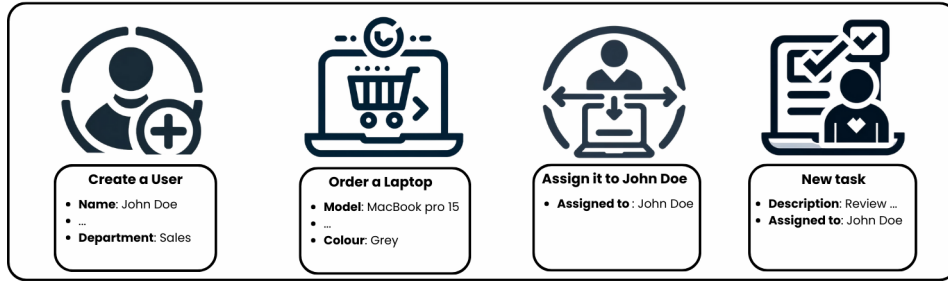 Create a User
• Name: John Doe
• ...
• Department: Sales
Order a Laptop
• Model: MacBook pro 15
• ...
• Colour: Grey
Assign it to John Doe
• Assigned to : John Doe
New task
• Description: Review ...
• Assigned to: John Doe